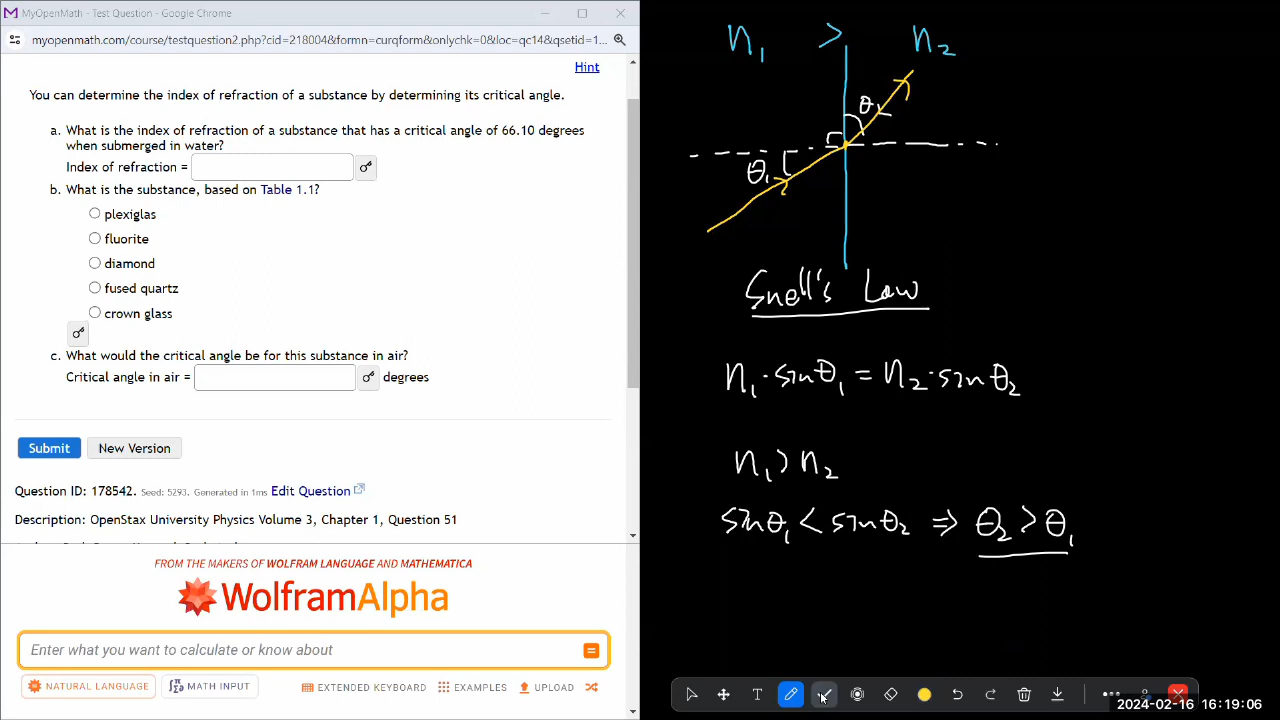 MyOpenMath - Test Question - Google Chrome
myopenmath.com/course/testquestion2.php?cid=218004&formn=curqform&onlychk=0&loc=qc14&qsetid=1...
Hint
You can determine the index of refraction of a substance by determining its critical angle.
a. What is the index of refraction of a substance that has a critical angle of 66.10 degrees
when submerged in water?
Index of refraction =
b. What is the substance, based on Table 1.1?
plexiglas
fluorite
diamond
fused quartz
crown glass
c. What would the critical angle be for this substance in air?
Critical angle in air = degrees
Submit New Version
Question ID: 178542. Seed: 5293. Generated in 1ms Edit Question
Description: OpenStax University Physics Volume 3, Chapter 1, Question 51
FROM THE MAKERS OF WOLFRAM LANGUAGE AND MATHEMATICA
WolframAlpha
Enter what you want to calculate or know about
NATURAL LANGUAGE MATH INPUT EXTENDED KEYBOARD EXAMPLES UPLOAD
n₁ > n₂
θ₂
θ₁
Snell's Law
n₁·sinθ₁ = n₂·sinθ₂
n₁ > n₂
sinθ₁ < sinθ₂ ⇒ θ₂ > θ₁
2024-02-16 16:19:06